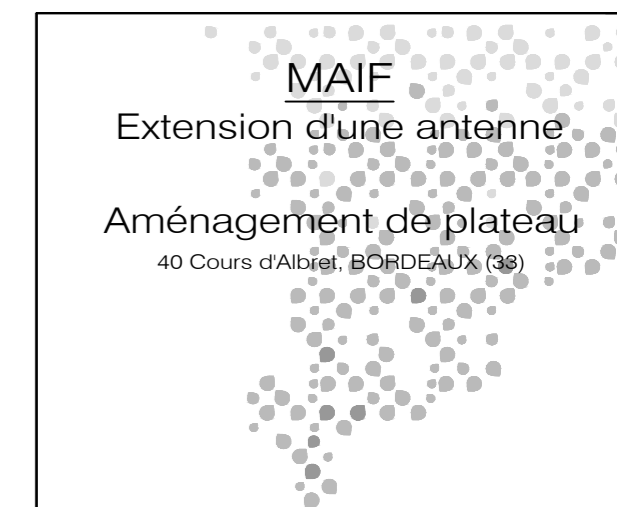 MAIF
Extension d'une antenne
Aménagement de plateau
40 Cours d'Albret, BORDEAUX (33)